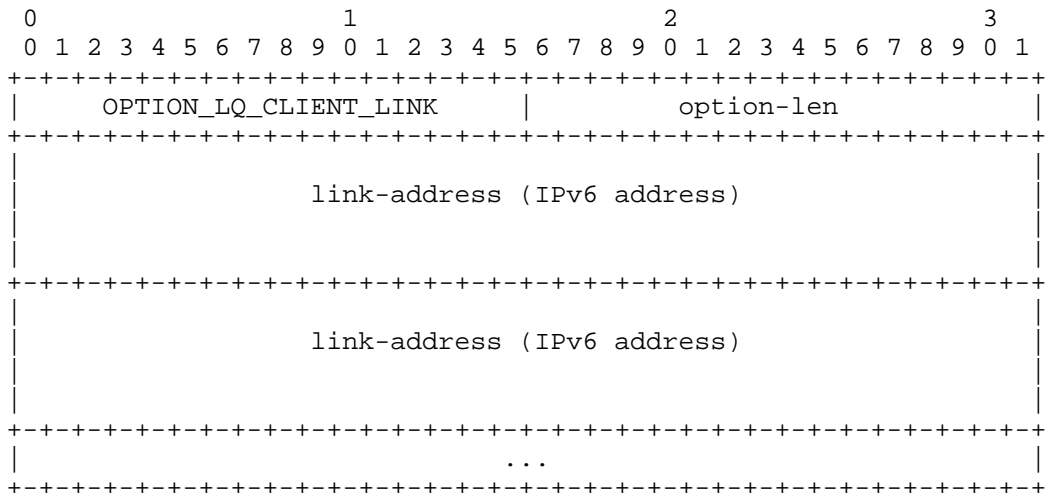 0                   1                   2                   3
 0 1 2 3 4 5 6 7 8 9 0 1 2 3 4 5 6 7 8 9 0 1 2 3 4 5 6 7 8 9 0 1
+-+-+-+-+-+-+-+-+-+-+-+-+-+-+-+-+-+-+-+-+-+-+-+-+-+-+-+-+-+-+-+-+
|     OPTION_LQ_CLIENT_LINK     |         option-len            |
+-+-+-+-+-+-+-+-+-+-+-+-+-+-+-+-+-+-+-+-+-+-+-+-+-+-+-+-+-+-+-+-+
|                                                               |
|                  link-address (IPv6 address)                  |
|                                                               |
|                                                               |
+-+-+-+-+-+-+-+-+-+-+-+-+-+-+-+-+-+-+-+-+-+-+-+-+-+-+-+-+-+-+-+-+
|                                                               |
|                  link-address (IPv6 address)                  |
|                                                               |
|                                                               |
+-+-+-+-+-+-+-+-+-+-+-+-+-+-+-+-+-+-+-+-+-+-+-+-+-+-+-+-+-+-+-+-+
|                              ...                              |
+-+-+-+-+-+-+-+-+-+-+-+-+-+-+-+-+-+-+-+-+-+-+-+-+-+-+-+-+-+-+-+-+